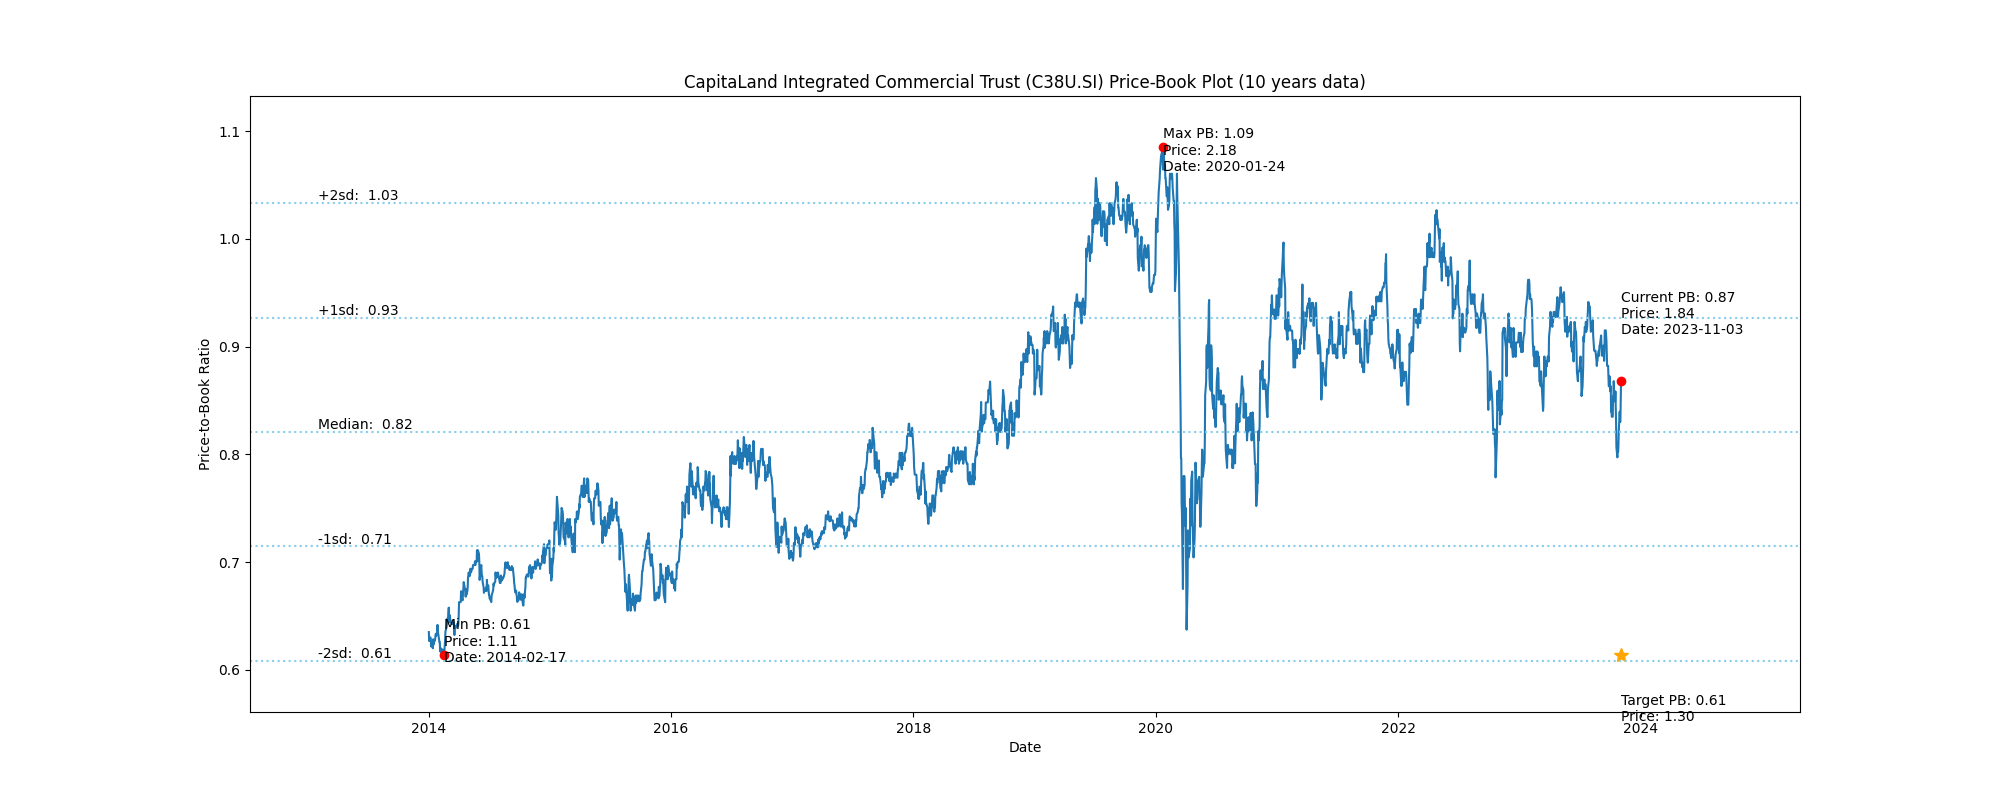 CapitaLand Integrated Commercial Trust (C38U.SI) Price-Book Plot (10 years data)
Price-to-Book Ratio
1.1
1.0
0.9
0.8
0.7
0.6
+2sd: 1.03
+1sd: 0.93
Median: 0.82
-1sd: 0.71
-2sd: 0.61
Max PB: 1.09
Price: 2.18
Date: 2020-01-24
Current PB: 0.87
Price: 1.84
Date: 2023-11-03
Min PB: 0.61
Price: 1.11
Date: 2014-02-17
Target PB: 0.61
Price: 1.30
2014
2016
2018
2020
2022
2024
Date